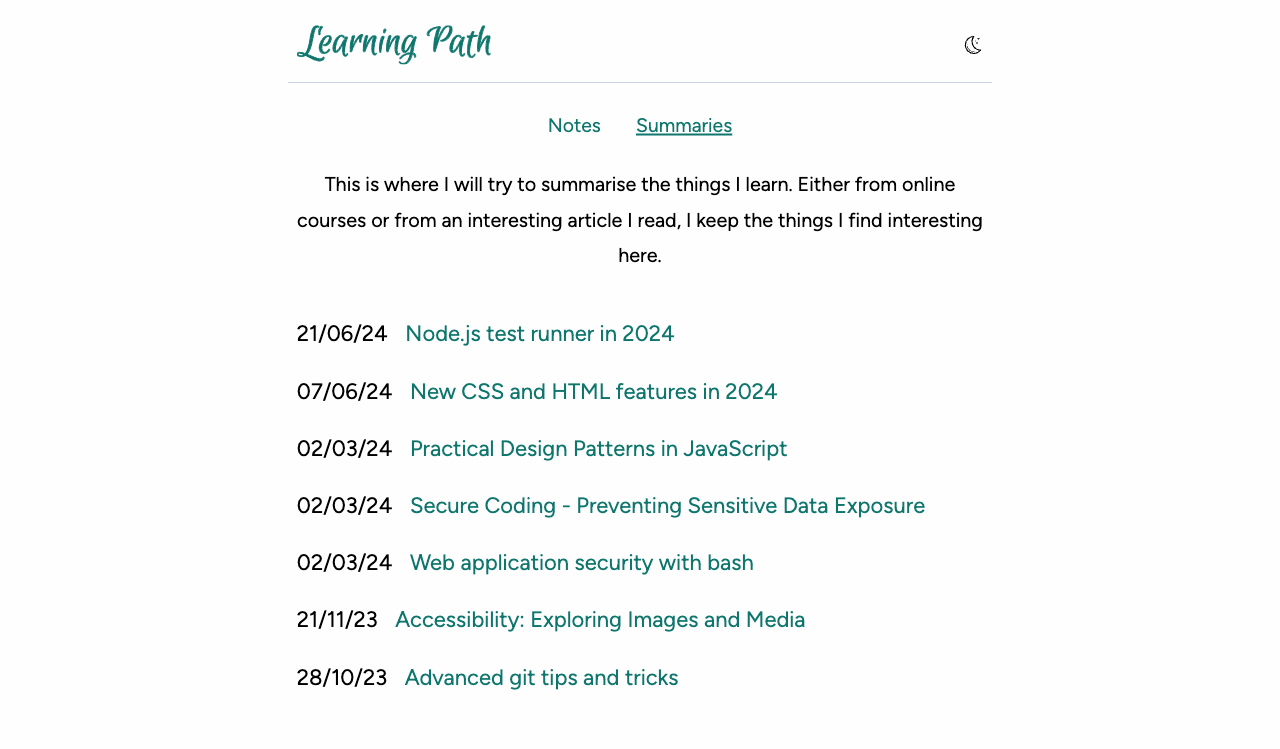 Learning Path
Notes Summaries
This is where I will try to summarise the things I learn. Either from online
courses or from an interesting article I read, I keep the things I find interesting
here.
21/06/24 Node.js test runner in 2024
07/06/24 New CSS and HTML features in 2024
02/03/24 Practical Design Patterns in JavaScript
02/03/24 Secure Coding - Preventing Sensitive Data Exposure
02/03/24 Web application security with bash
21/11/23 Accessibility: Exploring Images and Media
28/10/23 Advanced git tips and tricks